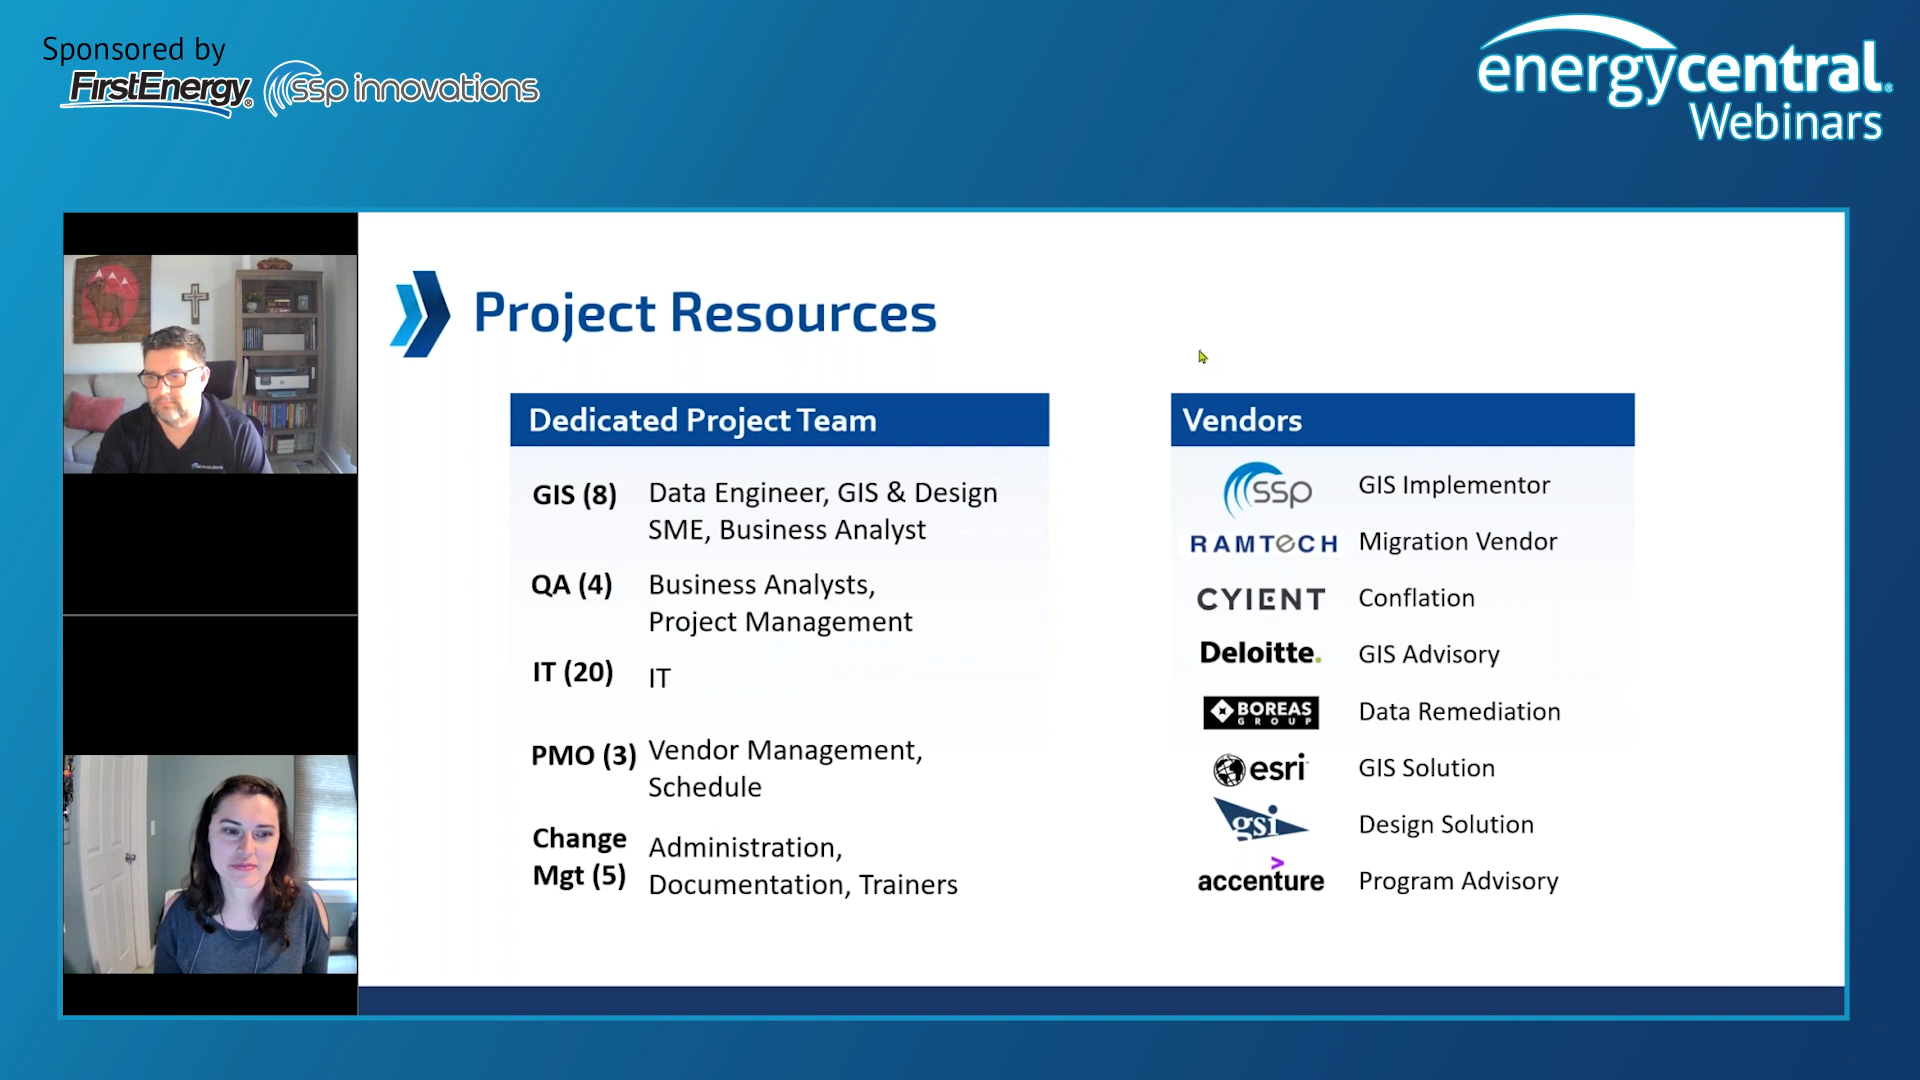 Sponsored by
FirstEnergy®
ssp innovations
energycentral®
Webinars
Project Resources
Dedicated Project Team
GIS (8)
Data Engineer, GIS & Design
SME, Business Analyst
QA (4)
Business Analysts,
Project Management
IT (20)
IT
PMO (3)
Vendor Management,
Schedule
Change
Mgt (5)
Administration,
Documentation, Trainers
Vendors
ssp
GIS Implementor
RAMTECH
Migration Vendor
CYIENT
Conflation
Deloitte.
GIS Advisory
BOREAS
GROUP
Data Remediation
esri
GIS Solution
gsi
Design Solution
>
accenture
Program Advisory